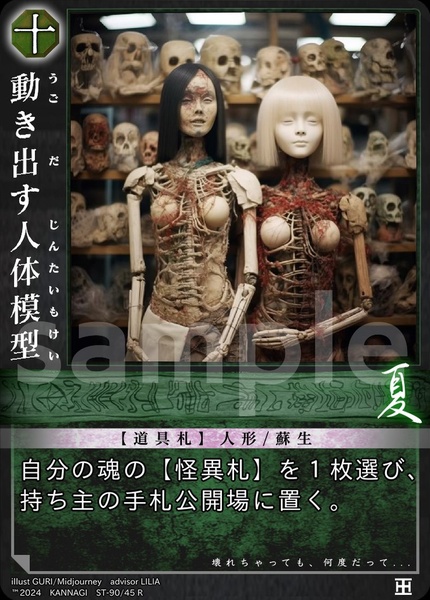 十
動き出す人体模型
うご だ じんたいもけい
sample
夏
【道具札】人形/蘇生
自分の魂の【怪異札】を１枚選び、
持ち主の手札公開場に置く。
壊れちゃっても、何度だって...
illust GURI/Midjourney advisor LILIA
™2024 KANNAGI ST-90/45 R